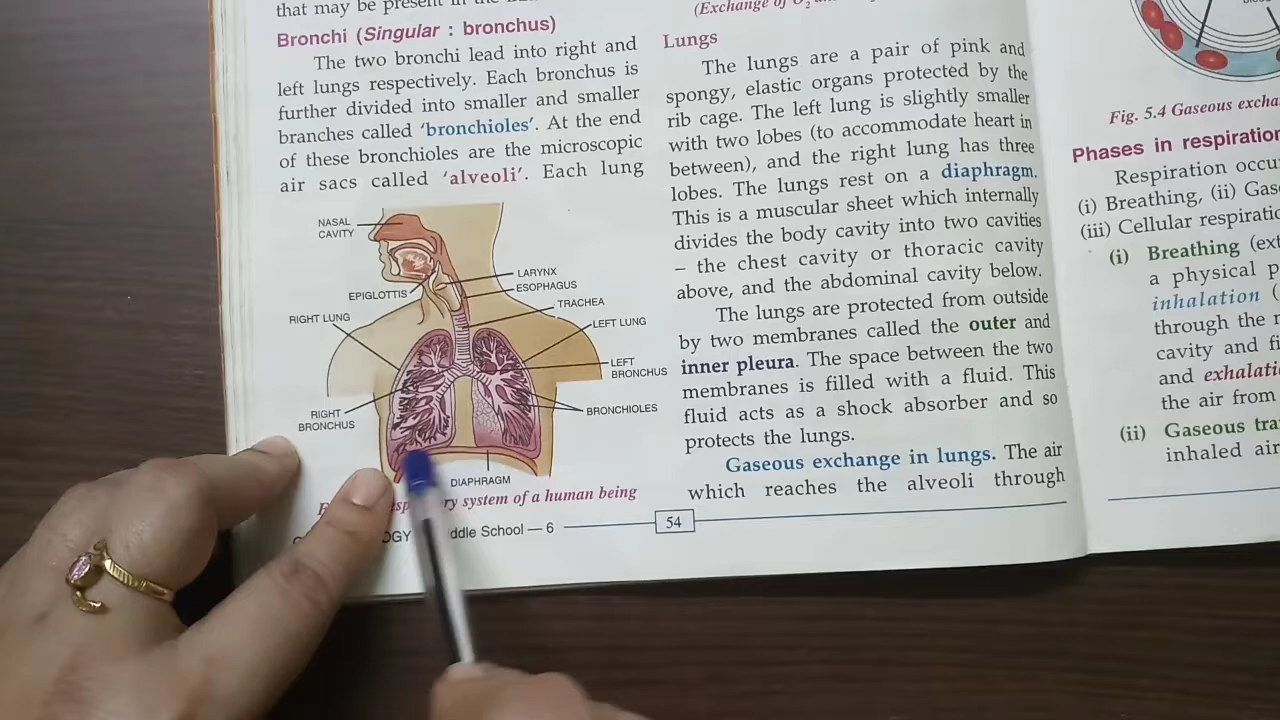 that may be present in the
Bronchi (Singular : bronchus)
The two bronchi lead into right and
left lungs respectively. Each bronchus is
further divided into smaller and smaller
branches called 'bronchioles'. At the end
of these bronchioles are the microscopic
air sacs called 'alveoli'. Each lung
NASAL
CAVITY
LARYNX
ESOPHAGUS
EPIGLOTTIS
TRACHEA
RIGHT LUNG
LEFT LUNG
LEFT
BRONCHUS
RIGHT
BRONCHUS
BRONCHIOLES
DIAPHRAGM
system of a human being
School — 6
54
(Exchange of O2
Lungs
The lungs are a pair of pink and
spongy, elastic organs protected by the
rib cage. The left lung is slightly smaller
with two lobes (to accommodate heart in
between), and the right lung has three
lobes. The lungs rest on a diaphragm.
This is a muscular sheet which internally
divides the body cavity into two cavities
– the chest cavity or thoracic cavity
above, and the abdominal cavity below.
The lungs are protected from outside
by two membranes called the outer and
inner pleura. The space between the two
membranes is filled with a fluid. This
fluid acts as a shock absorber and so
protects the lungs.
Gaseous exchange in lungs. The air
which reaches the alveoli through
Fig. 5.4 Gaseous
Phases in respiration
Respiration
(i) Breathing, (ii)
(iii) Cellular
(i) Breathing
a physical
inhalation
through the
cavity and
and
the air from
(ii) Gaseous
inhaled air